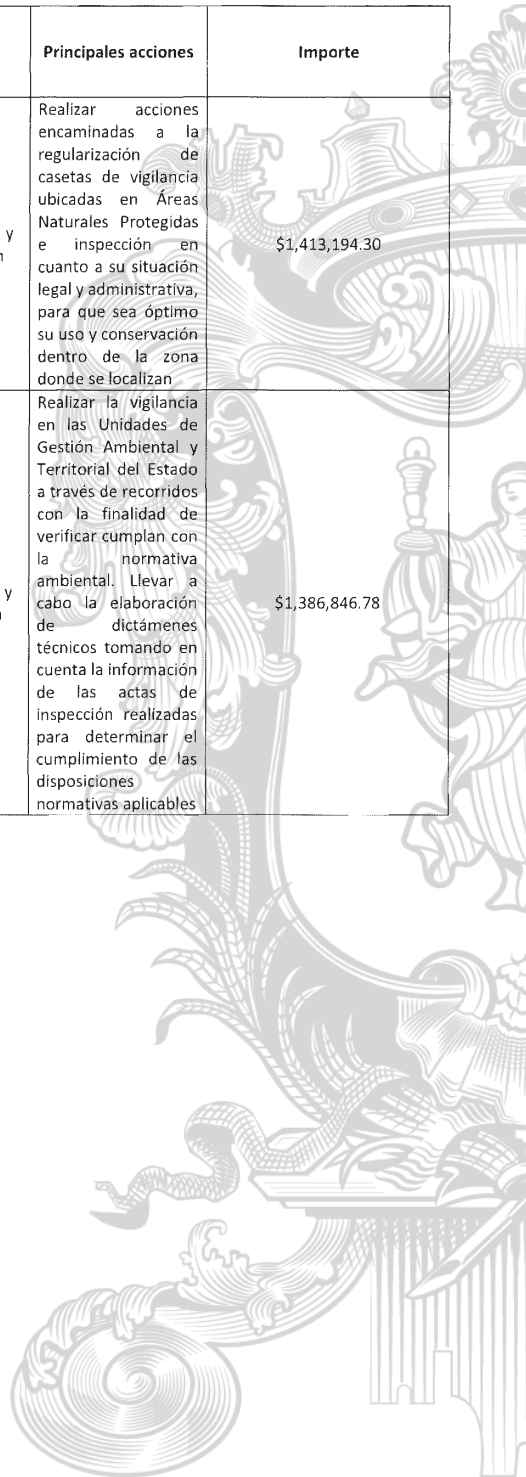 Principales acciones
Importe
Realizar acciones
encaminadas a la
regularización de
casetas de vigilancia
ubicadas en Áreas
Naturales Protegidas
y
e inspección en
cuanto a su situación
legal y administrativa,
para que sea óptimo
su uso y conservación
dentro de la zona
donde se localizan
$1,413,194.30
Realizar la vigilancia
en las Unidades de
Gestión Ambiental y
Territorial del Estado
a través de recorridos
con la finalidad de
verificar cumplan con
la normativa
ambiental. Llevar a
y
cabo la elaboración
de dictámenes
técnicos tomando en
cuenta la información
de las actas de
inspección realizadas
para determinar el
cumplimiento de las
disposiciones
normativas aplicables
$1,386,846.78